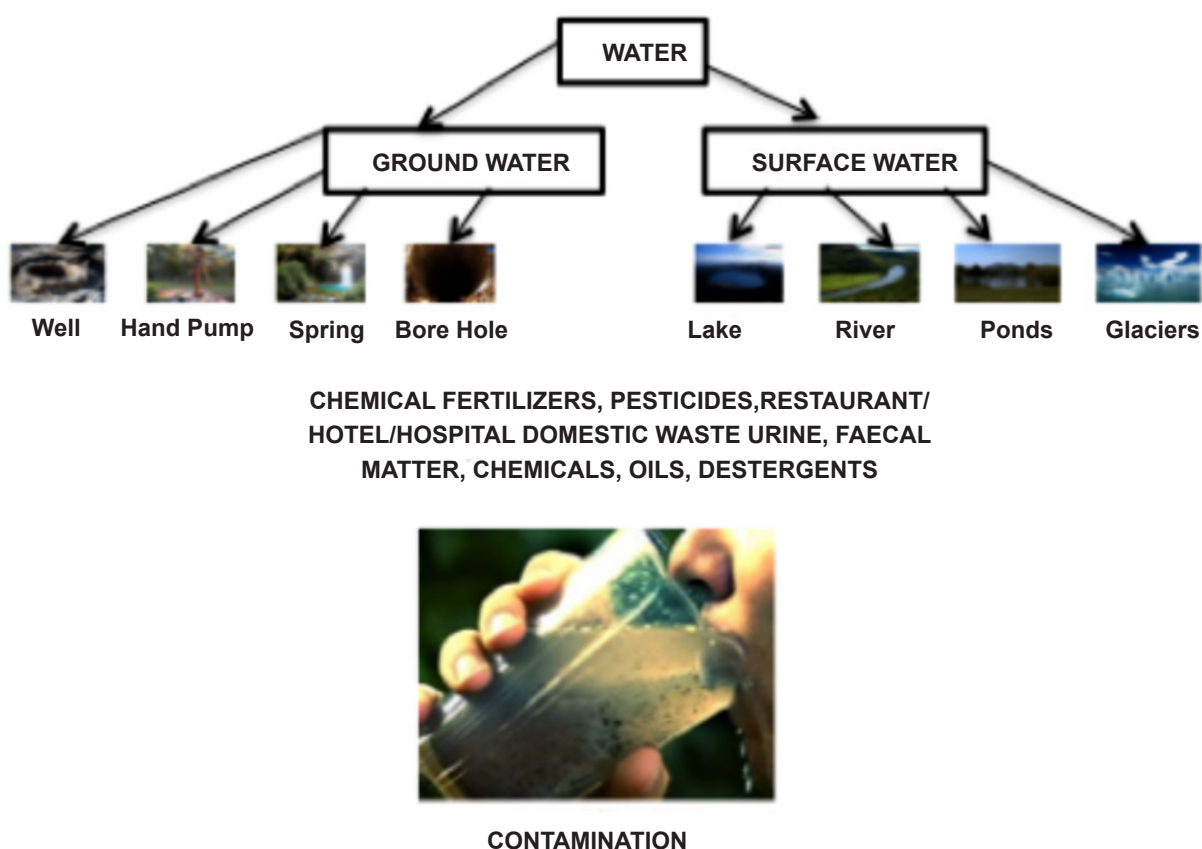 WATER
GROUND WATER
SURFACE WATER
Well
Hand Pump
Spring
Bore Hole
Lake
River
Ponds
Glaciers
CHEMICAL FERTILIZERS, PESTICIDES,RESTAURANT/
HOTEL/HOSPITAL DOMESTIC WASTE URINE, FAECAL
MATTER, CHEMICALS, OILS, DESTERGENTS
CONTAMINATION